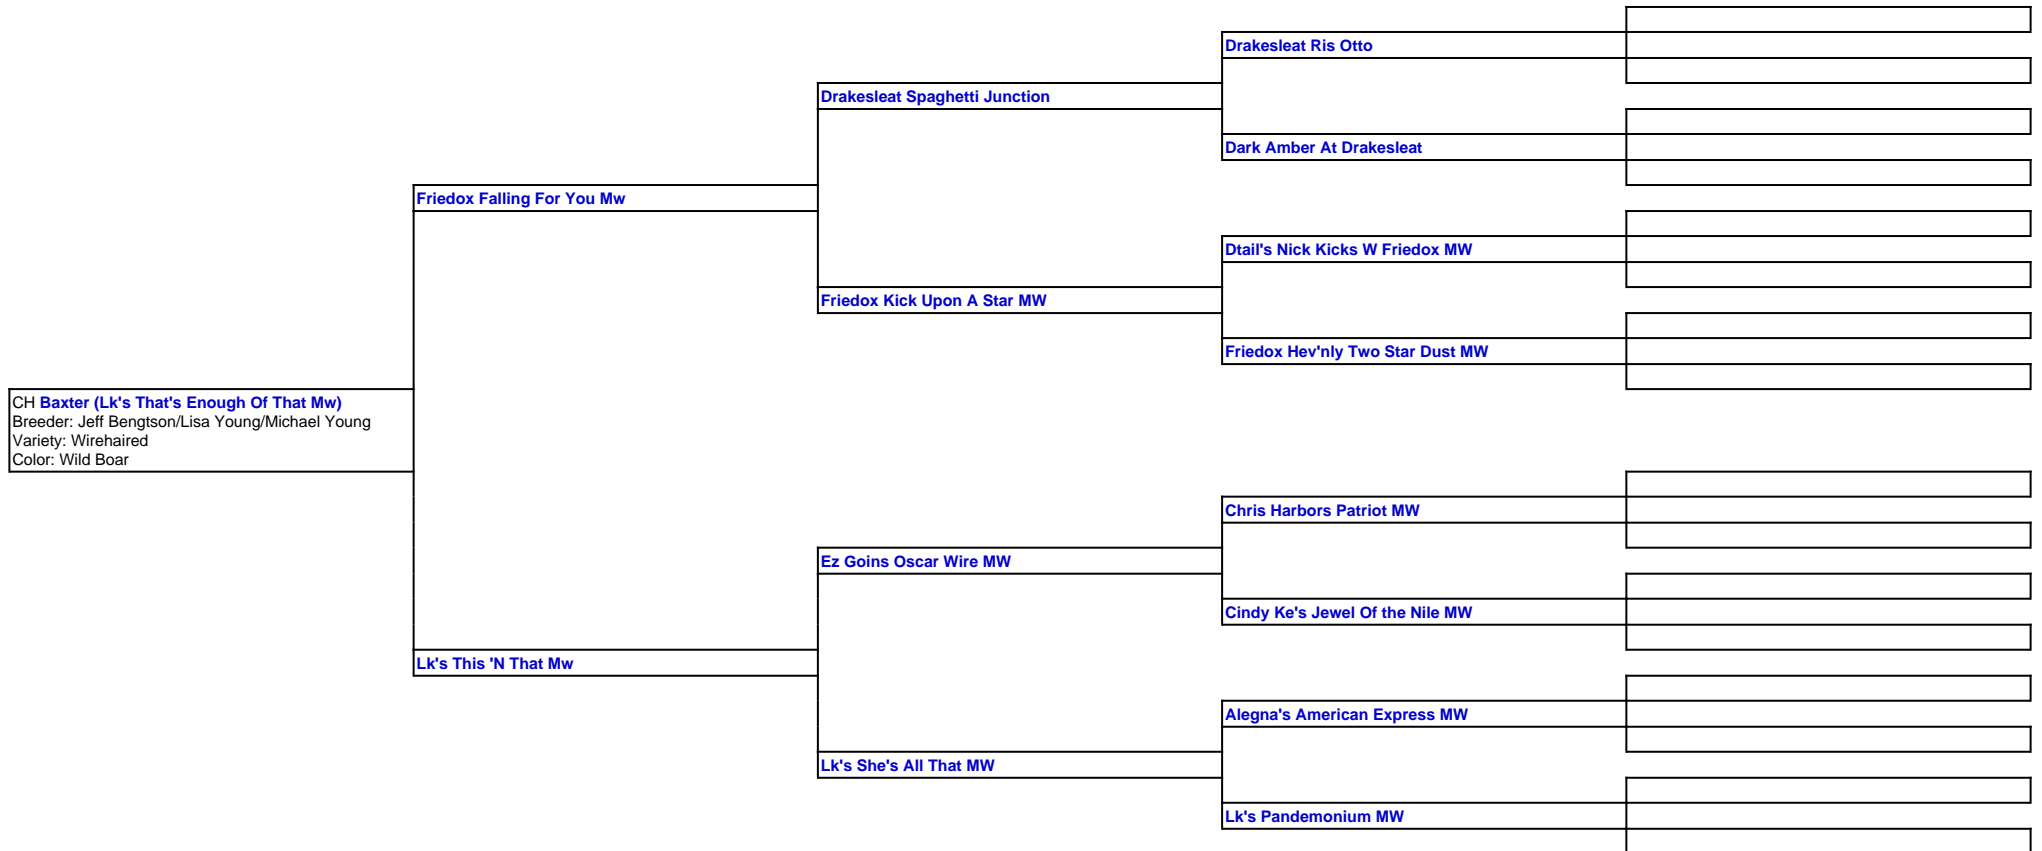 Drakesleat Ris Otto
Drakesleat Spaghetti Junction
Dark Amber At Drakesleat
Friedox Falling For You Mw
Dtail's Nick Kicks W Friedox MW
Friedox Kick Upon A Star MW
Friedox Hev'nly Two Star Dust MW
CH Baxter (Lk's That's Enough Of That Mw)
Breeder: Jeff Bengtson/Lisa Young/Michael Young
Variety: Wirehaired
Color: Wild Boar
Chris Harbors Patriot MW
Ez Goins Oscar Wire MW
Cindy Ke's Jewel Of the Nile MW
Lk's This 'N That Mw
Alegna's American Express MW
Lk's She's All That MW
Lk's Pandemonium MW